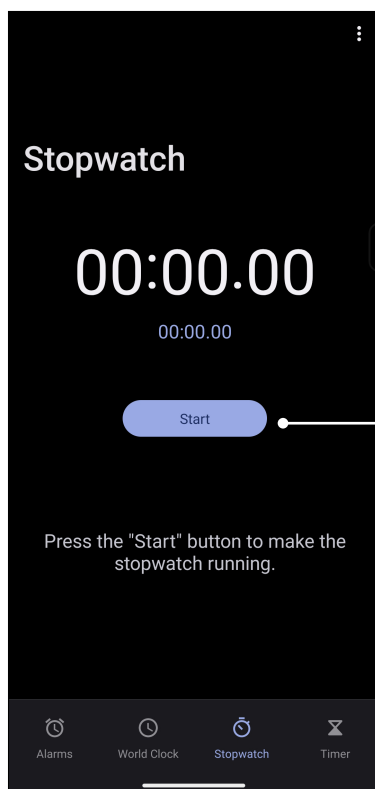 Stopwatch
00:00.00
00:00.00
Start
Press the "Start" button to make the
stopwatch running.
Alarms
World Clock
Stopwatch
Timer